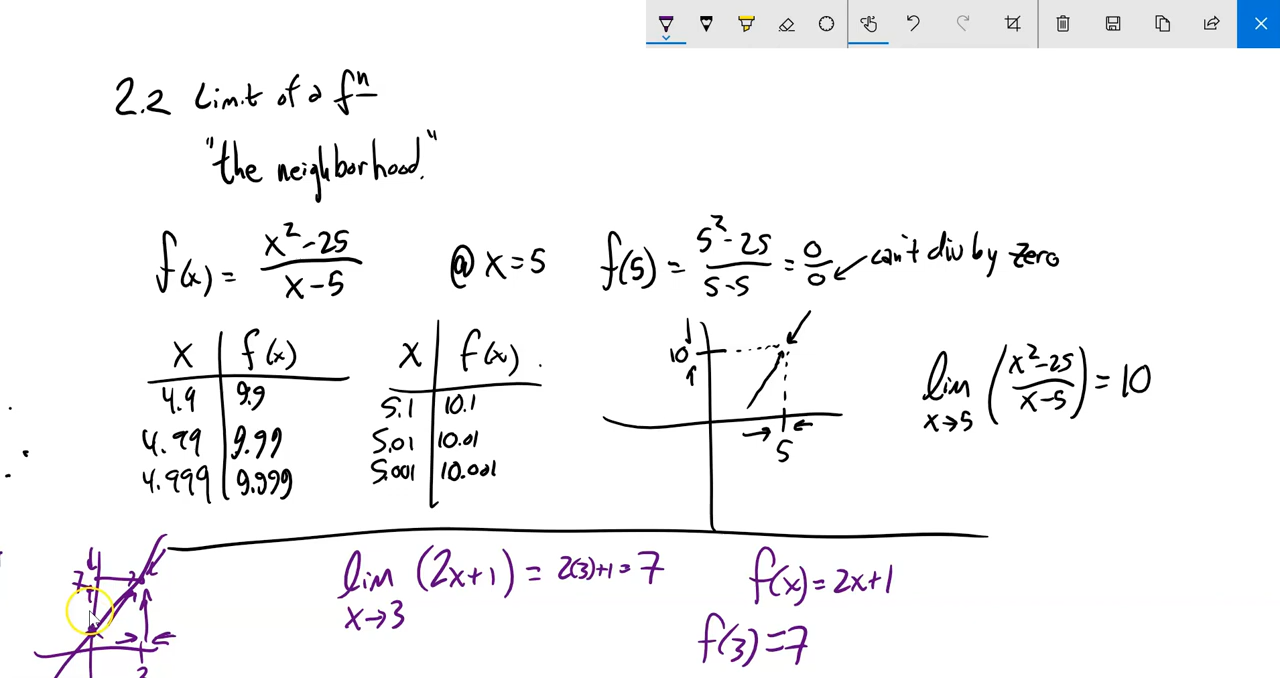 2.2 Limit of a fⁿ
"the neighborhood."
f(x) = (x² - 25)/(x - 5) @ x = 5 f(5) = (5² - 25)/(5 - 5) = 0/0 ← can't div by zero
x | f(x)
4.9 | 9.9
4.99 | 9.99
4.999 | 9.999
x | f(x)
5.1 | 10.1
5.01 | 10.01
5.001 | 10.001
10
5
lim x→5 ((x² - 25)/(x - 5)) = 10
7
3
lim x→3 (2x+1) = 2(3)+1 = 7
f(x) = 2x+1
f(3) = 7